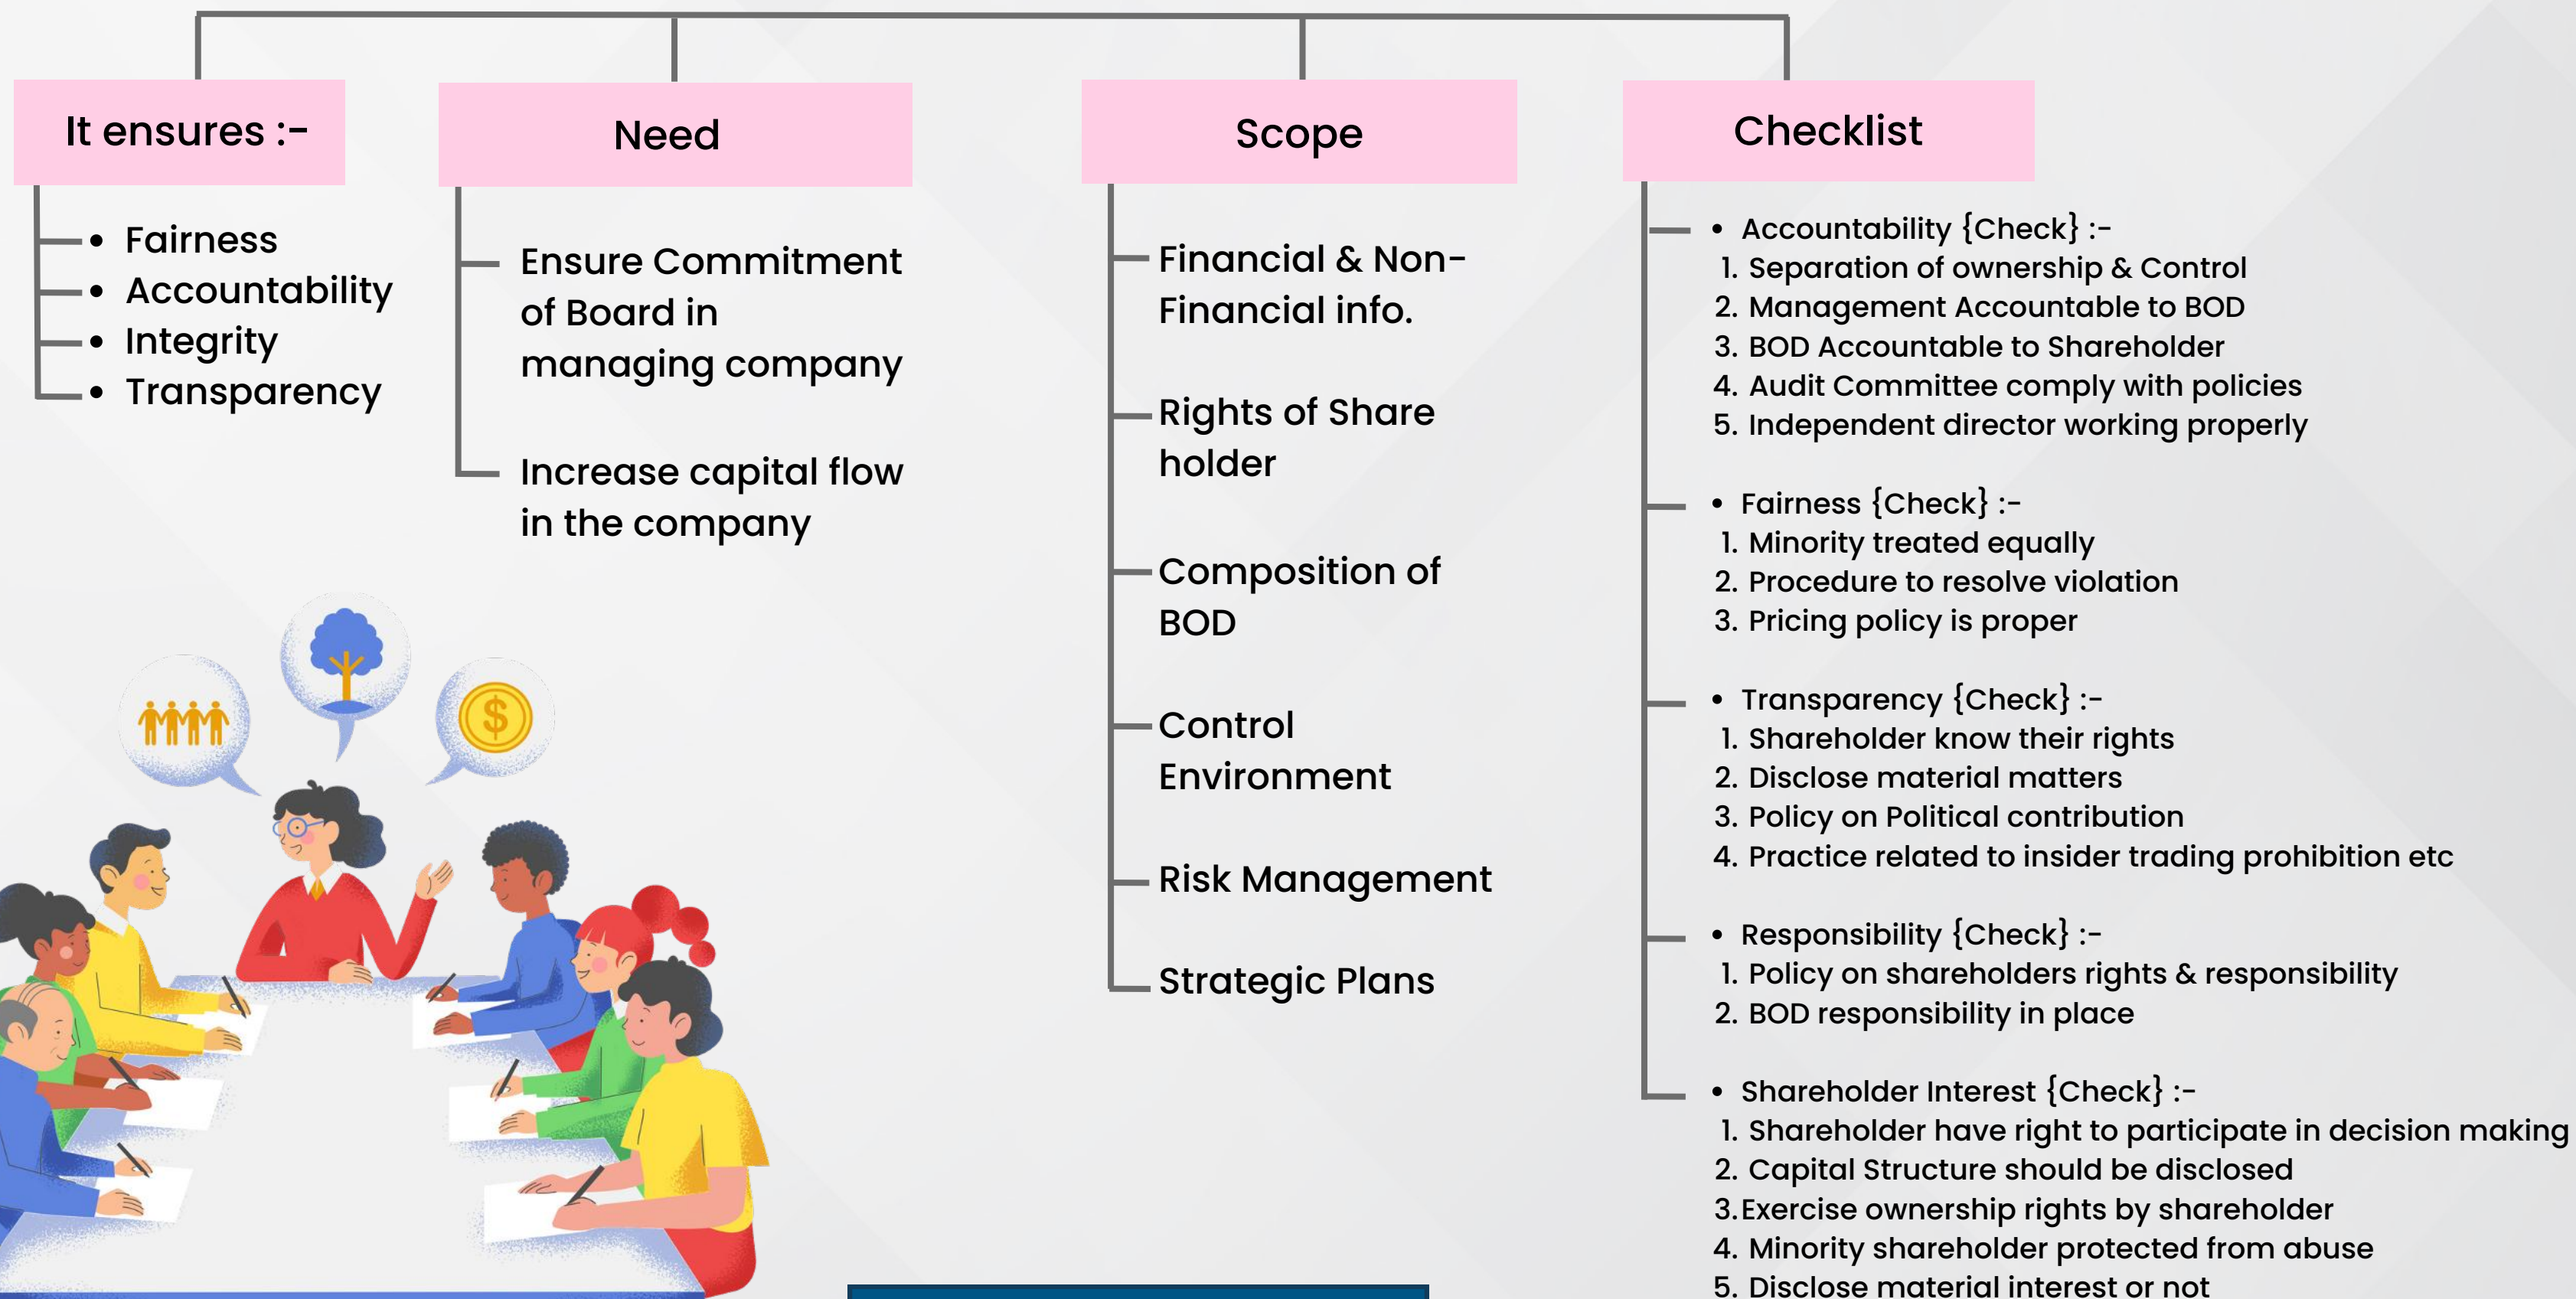 It ensures :-
• Fairness
• Accountability
• Integrity
• Transparency
Need
Ensure Commitment
of Board in
managing company
Increase capital flow
in the company
Scope
Financial & Non-
Financial info.
Rights of Share
holder
Composition of
BOD
Control
Environment
Risk Management
Strategic Plans
Checklist
• Accountability {Check} :-
1. Separation of ownership & Control
2. Management Accountable to BOD
3. BOD Accountable to Shareholder
4. Audit Committee comply with policies
5. Independent director working properly
• Fairness {Check} :-
1. Minority treated equally
2. Procedure to resolve violation
3. Pricing policy is proper
• Transparency {Check} :-
1. Shareholder know their rights
2. Disclose material matters
3. Policy on Political contribution
4. Practice related to insider trading prohibition etc
• Responsibility {Check} :-
1. Policy on shareholders rights & responsibility
2. BOD responsibility in place
• Shareholder Interest {Check} :-
1. Shareholder have right to participate in decision making
2. Capital Structure should be disclosed
3.Exercise ownership rights by shareholder
4. Minority shareholder protected from abuse
5. Disclose material interest or not
$